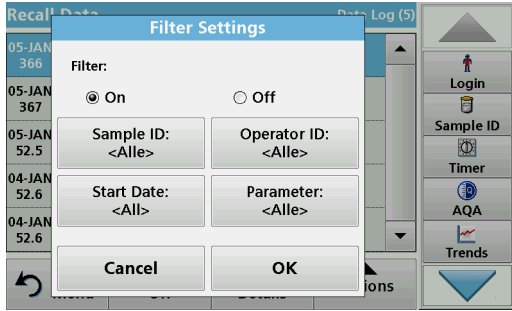 Recall Data
Data Log (5)
Filter Settings
Filter:
On
Off
Sample ID:
<Alle>
Operator ID:
<Alle>
Start Date:
<All>
Parameter:
<Alle>
Cancel
OK
05-JAN
366
05-JAN
367
05-JAN
52.5
04-JAN
52.6
04-JAN
52.6
Login
Sample ID
Timer
AQA
Trends